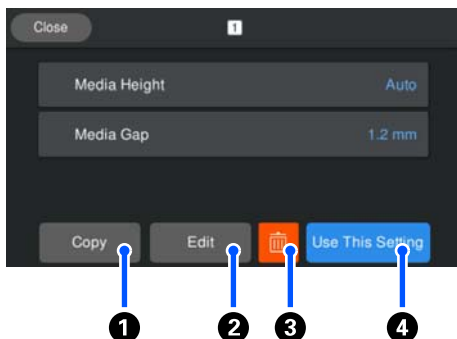 Close 1
Media Height Auto
Media Gap 1.2 mm
Copy Edit Use This Setting
1 2 3 4